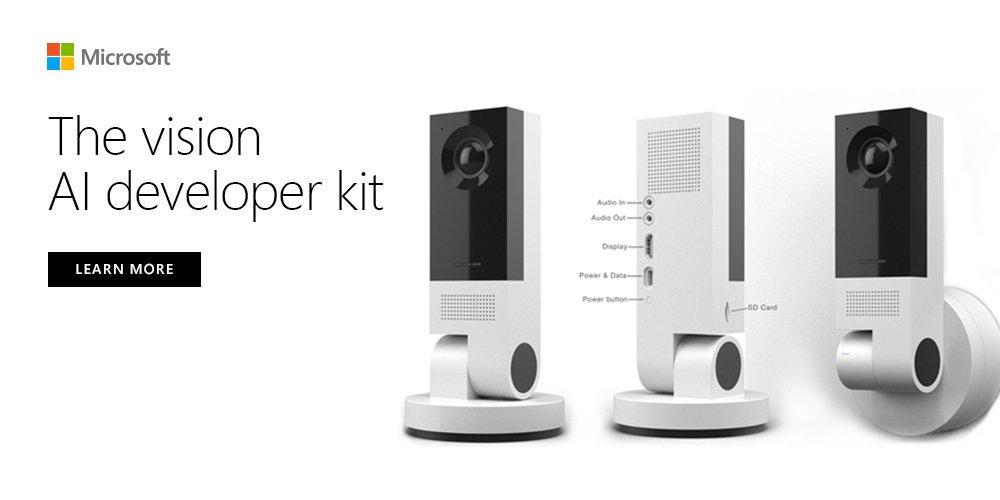 Microsoft
The vision
AI developer kit
LEARN MORE
Audio In
Audio Out
Display
Power & Data
Power button
SD Card